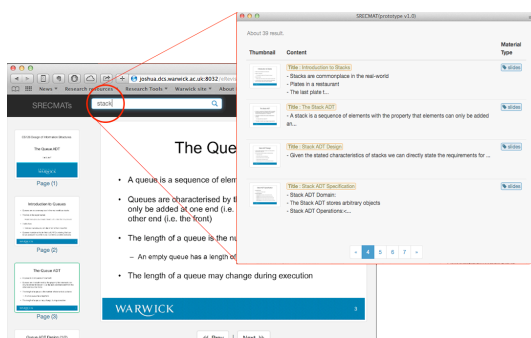 SRECMAT(prototype v1.0)
About 39 result.
Thumbnail Content Material Type
Title : Introduction to Stacks
- Stacks are commonplace in the real-world
- Plates in a restaurant
- The last plate t...
slides
Title : The Stack ADT
- A stack is a sequence of elements with the property that elements can only be added
an...
slides
Title : Stack ADT Design
- Given the stated characteristics of stacks we can directly state the requirements for ...
slides
Title : Stack ADT Specification
- Stack ADT Domain:
- The Stack ADT stores arbitrary objects
- Stack ADT Operations:<...
slides
« 4 5 6 7 »
joshua.dcs.warwick.ac.uk:8032
News ▾ Research resources Research Tools ▾ Warwick site ▾ About
SRECMATs
stack
The Queue ADT
Page (1)
Introduction to Queues
Page (2)
The Queue ADT
Page (3)
The Que
• A queue is a sequence of elem
• Queues are characterised by t
only be added at one end (i.e.
other end (i.e. the front)
• The length of a queue is the nu
– An empty queue has a length o
• The length of a queue may change during execution
WARWICK
3
Prev
Next